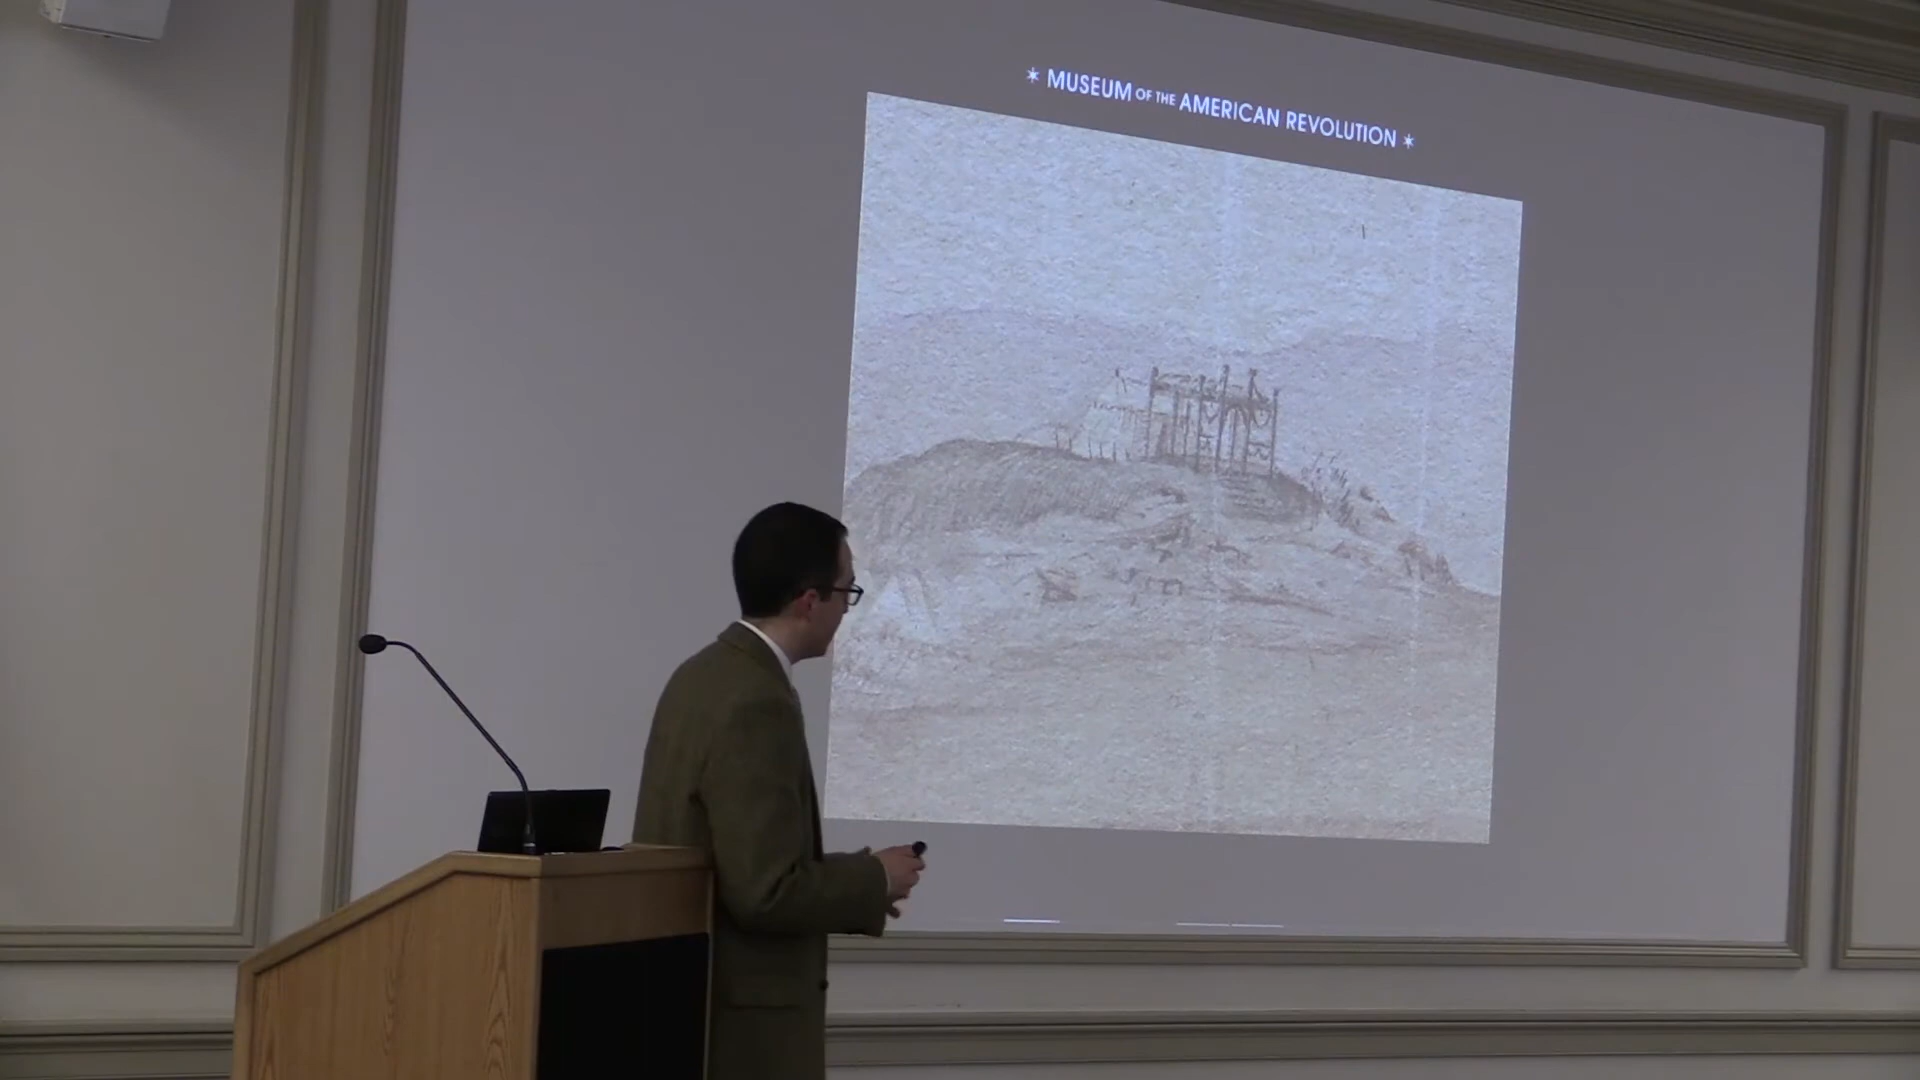 ✶ MUSEUM OF THE AMERICAN REVOLUTION ✶